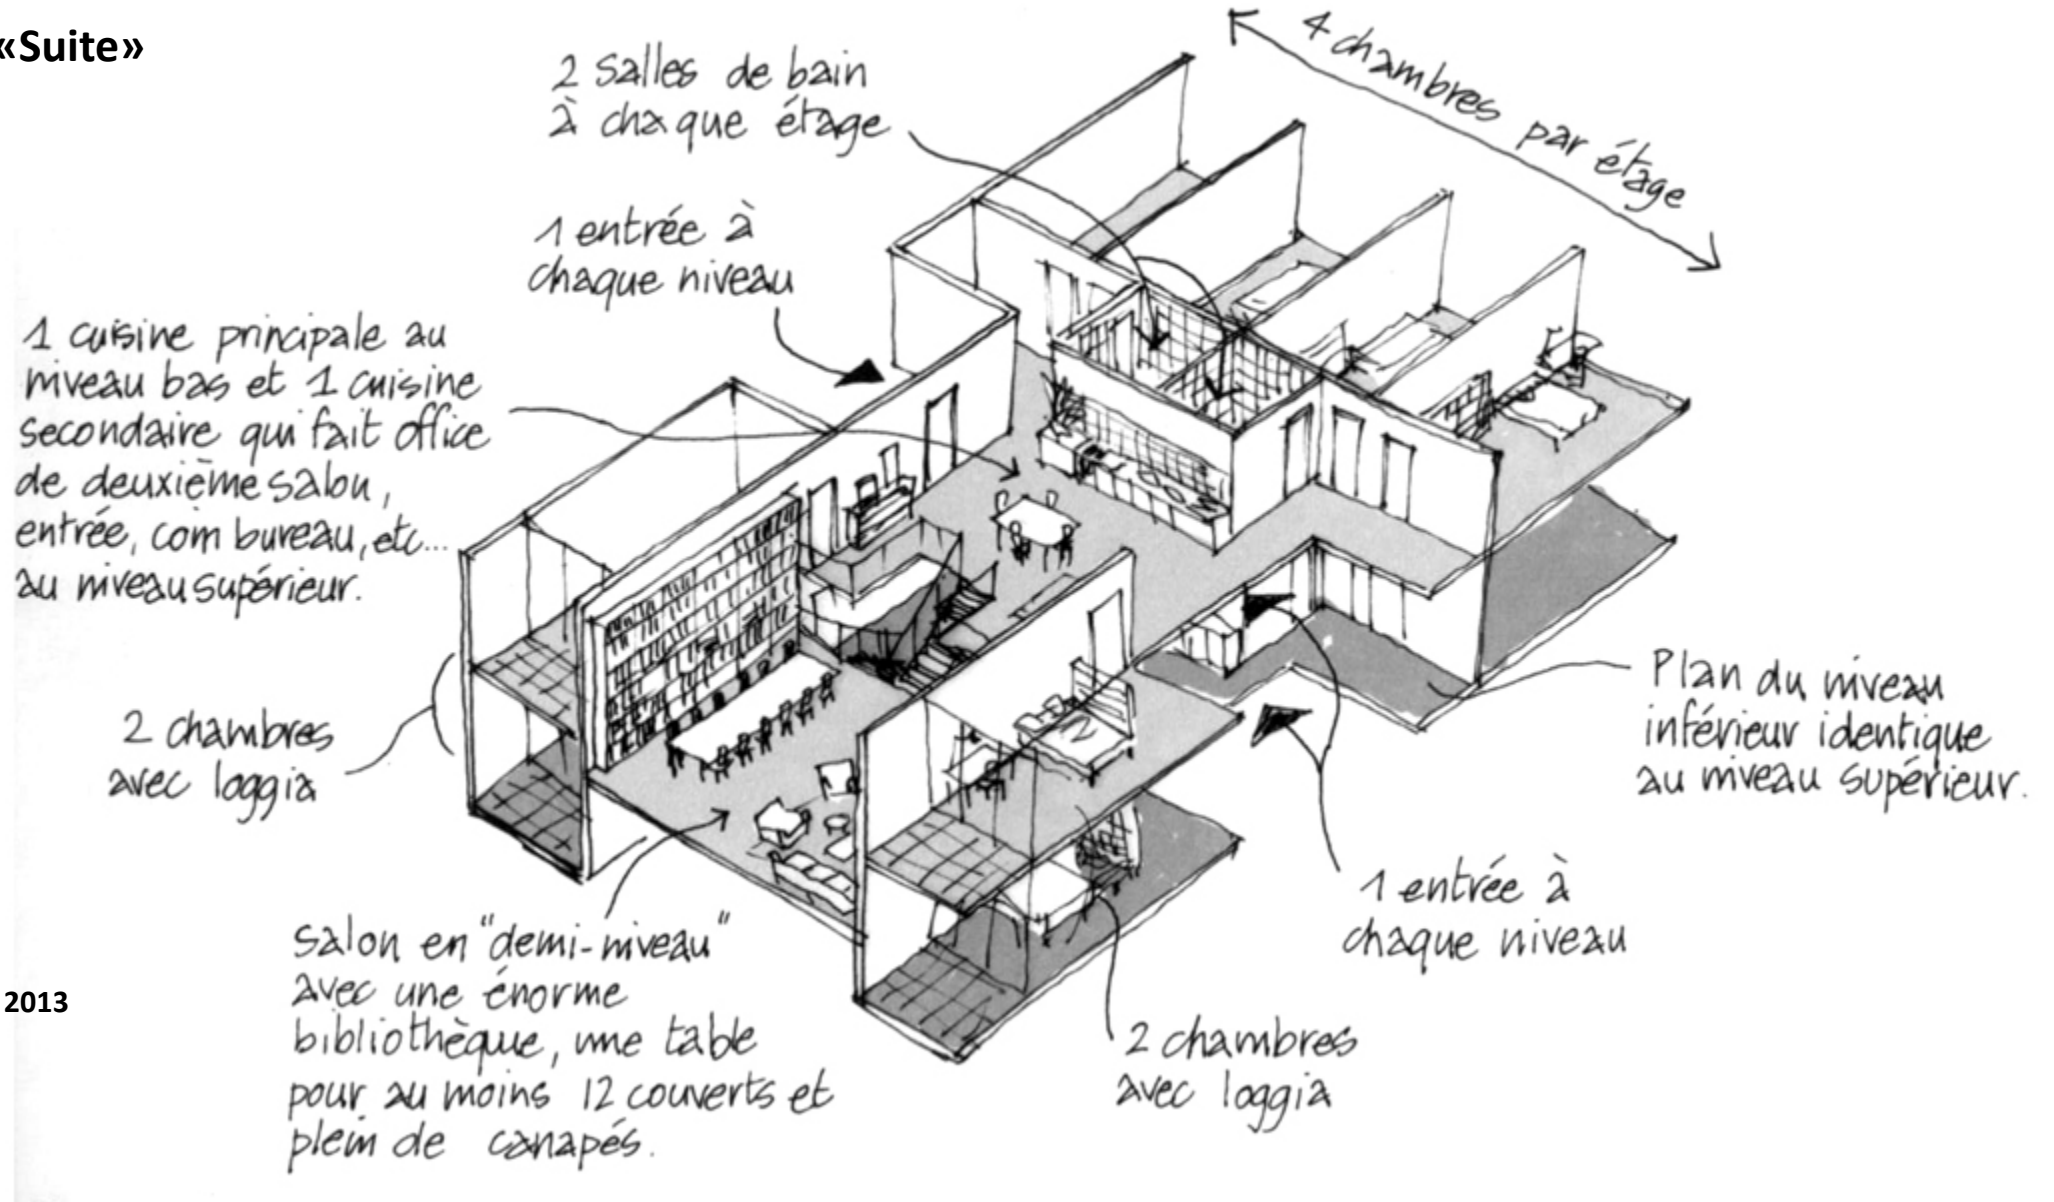 «Suite»
2 salles de bain
à chaque étage
4 chambres par étage
1 entrée à
chaque niveau
1 cuisine principale au
niveau bas et 1 cuisine
secondaire qui fait office
de deuxième salon,
entrée, com bureau, etc...
au niveau supérieur.
2 chambres
avec loggia
Plan du niveau
inférieur identique
au niveau supérieur.
1 entrée à
chaque niveau
salon en "demi-niveau"
avec une énorme
bibliothèque, une table
pour au moins 12 couverts et
plein de canapés.
2 chambres
avec loggia
2013